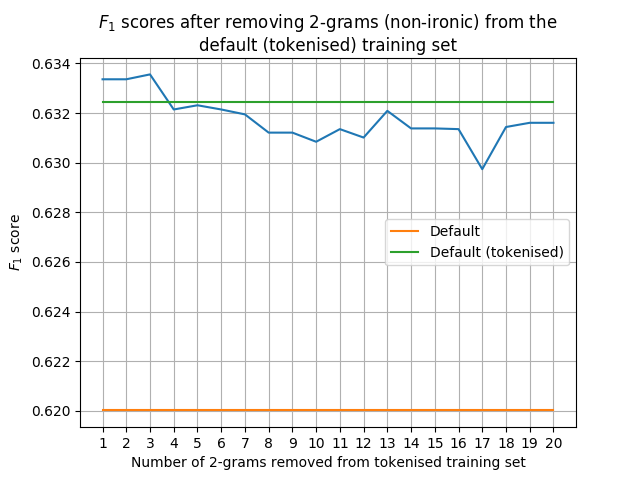 F1 scores after removing 2-grams (non-ironic) from the
default (tokenised) training set
0.634
0.632
0.630
0.628
0.626
0.624
0.622
0.620
F1 score
Default
Default (tokenised)
1 2 3 4 5 6 7 8 9 10 11 12 13 14 15 16 17 18 19 20
Number of 2-grams removed from tokenised training set